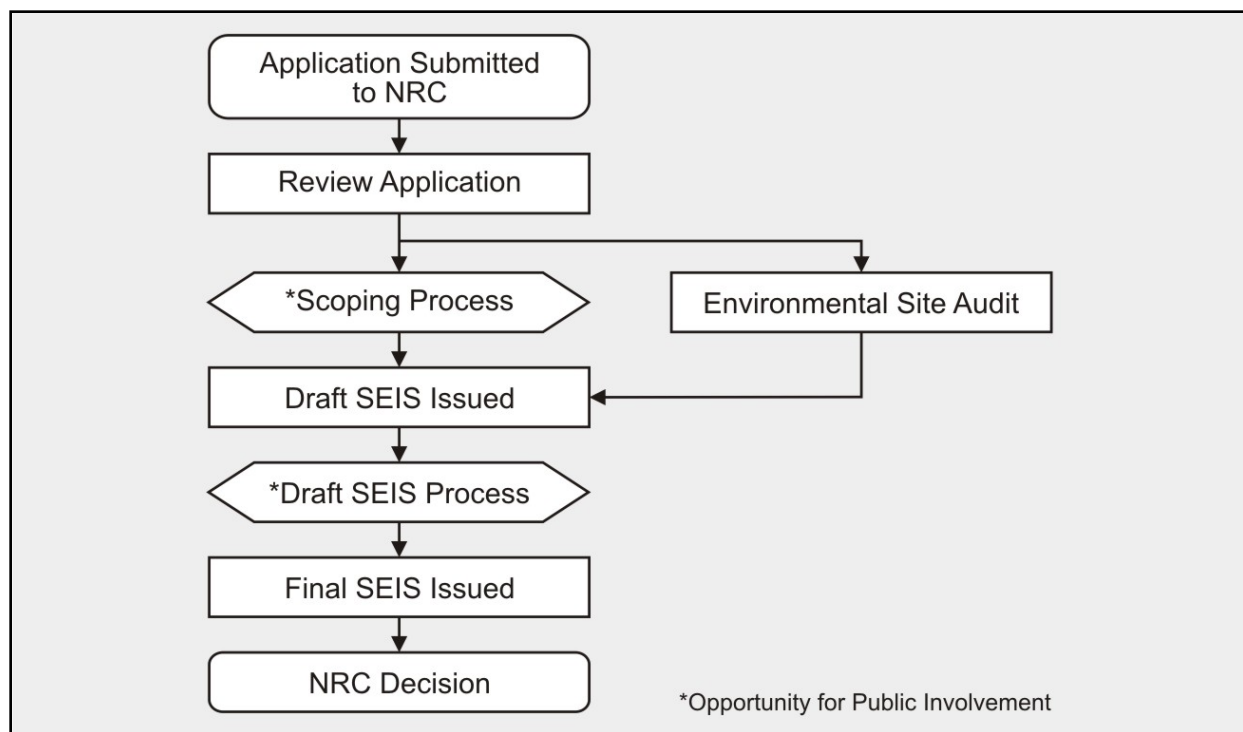 Application Submitted
to NRC
Review Application
*Scoping Process
Environmental Site Audit
Draft SEIS Issued
*Draft SEIS Process
Final SEIS Issued
NRC Decision
*Opportunity for Public Involvement